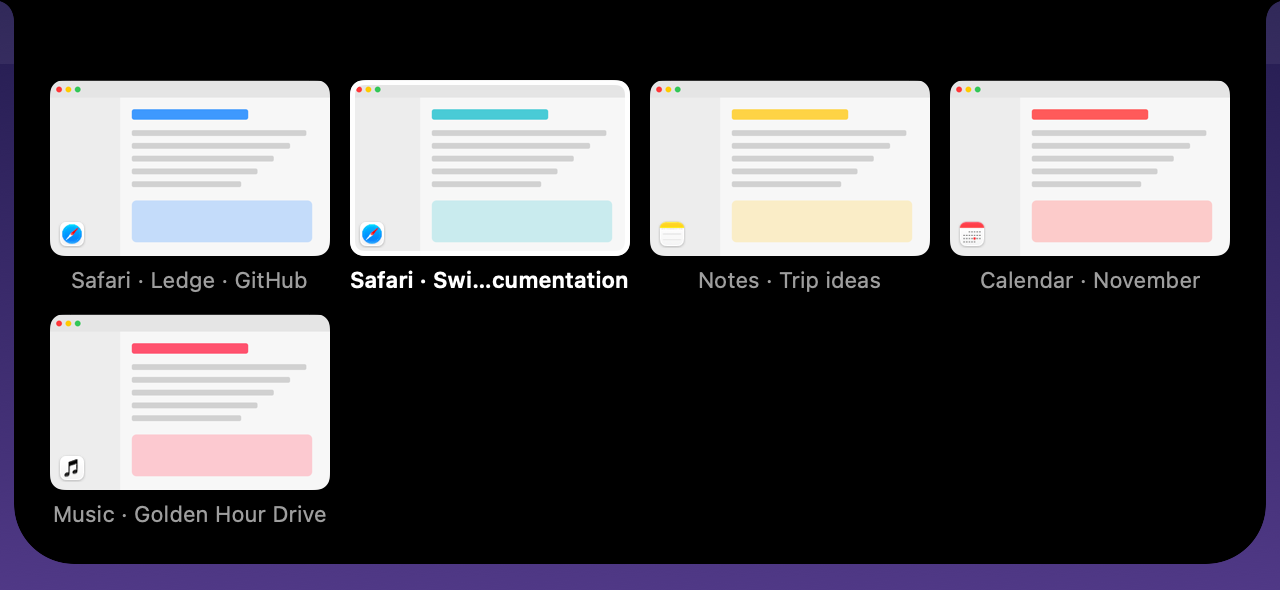 Safari · Ledge · GitHub
Safari · Swi...cumentation
Notes · Trip ideas
Calendar · November
Music · Golden Hour Drive